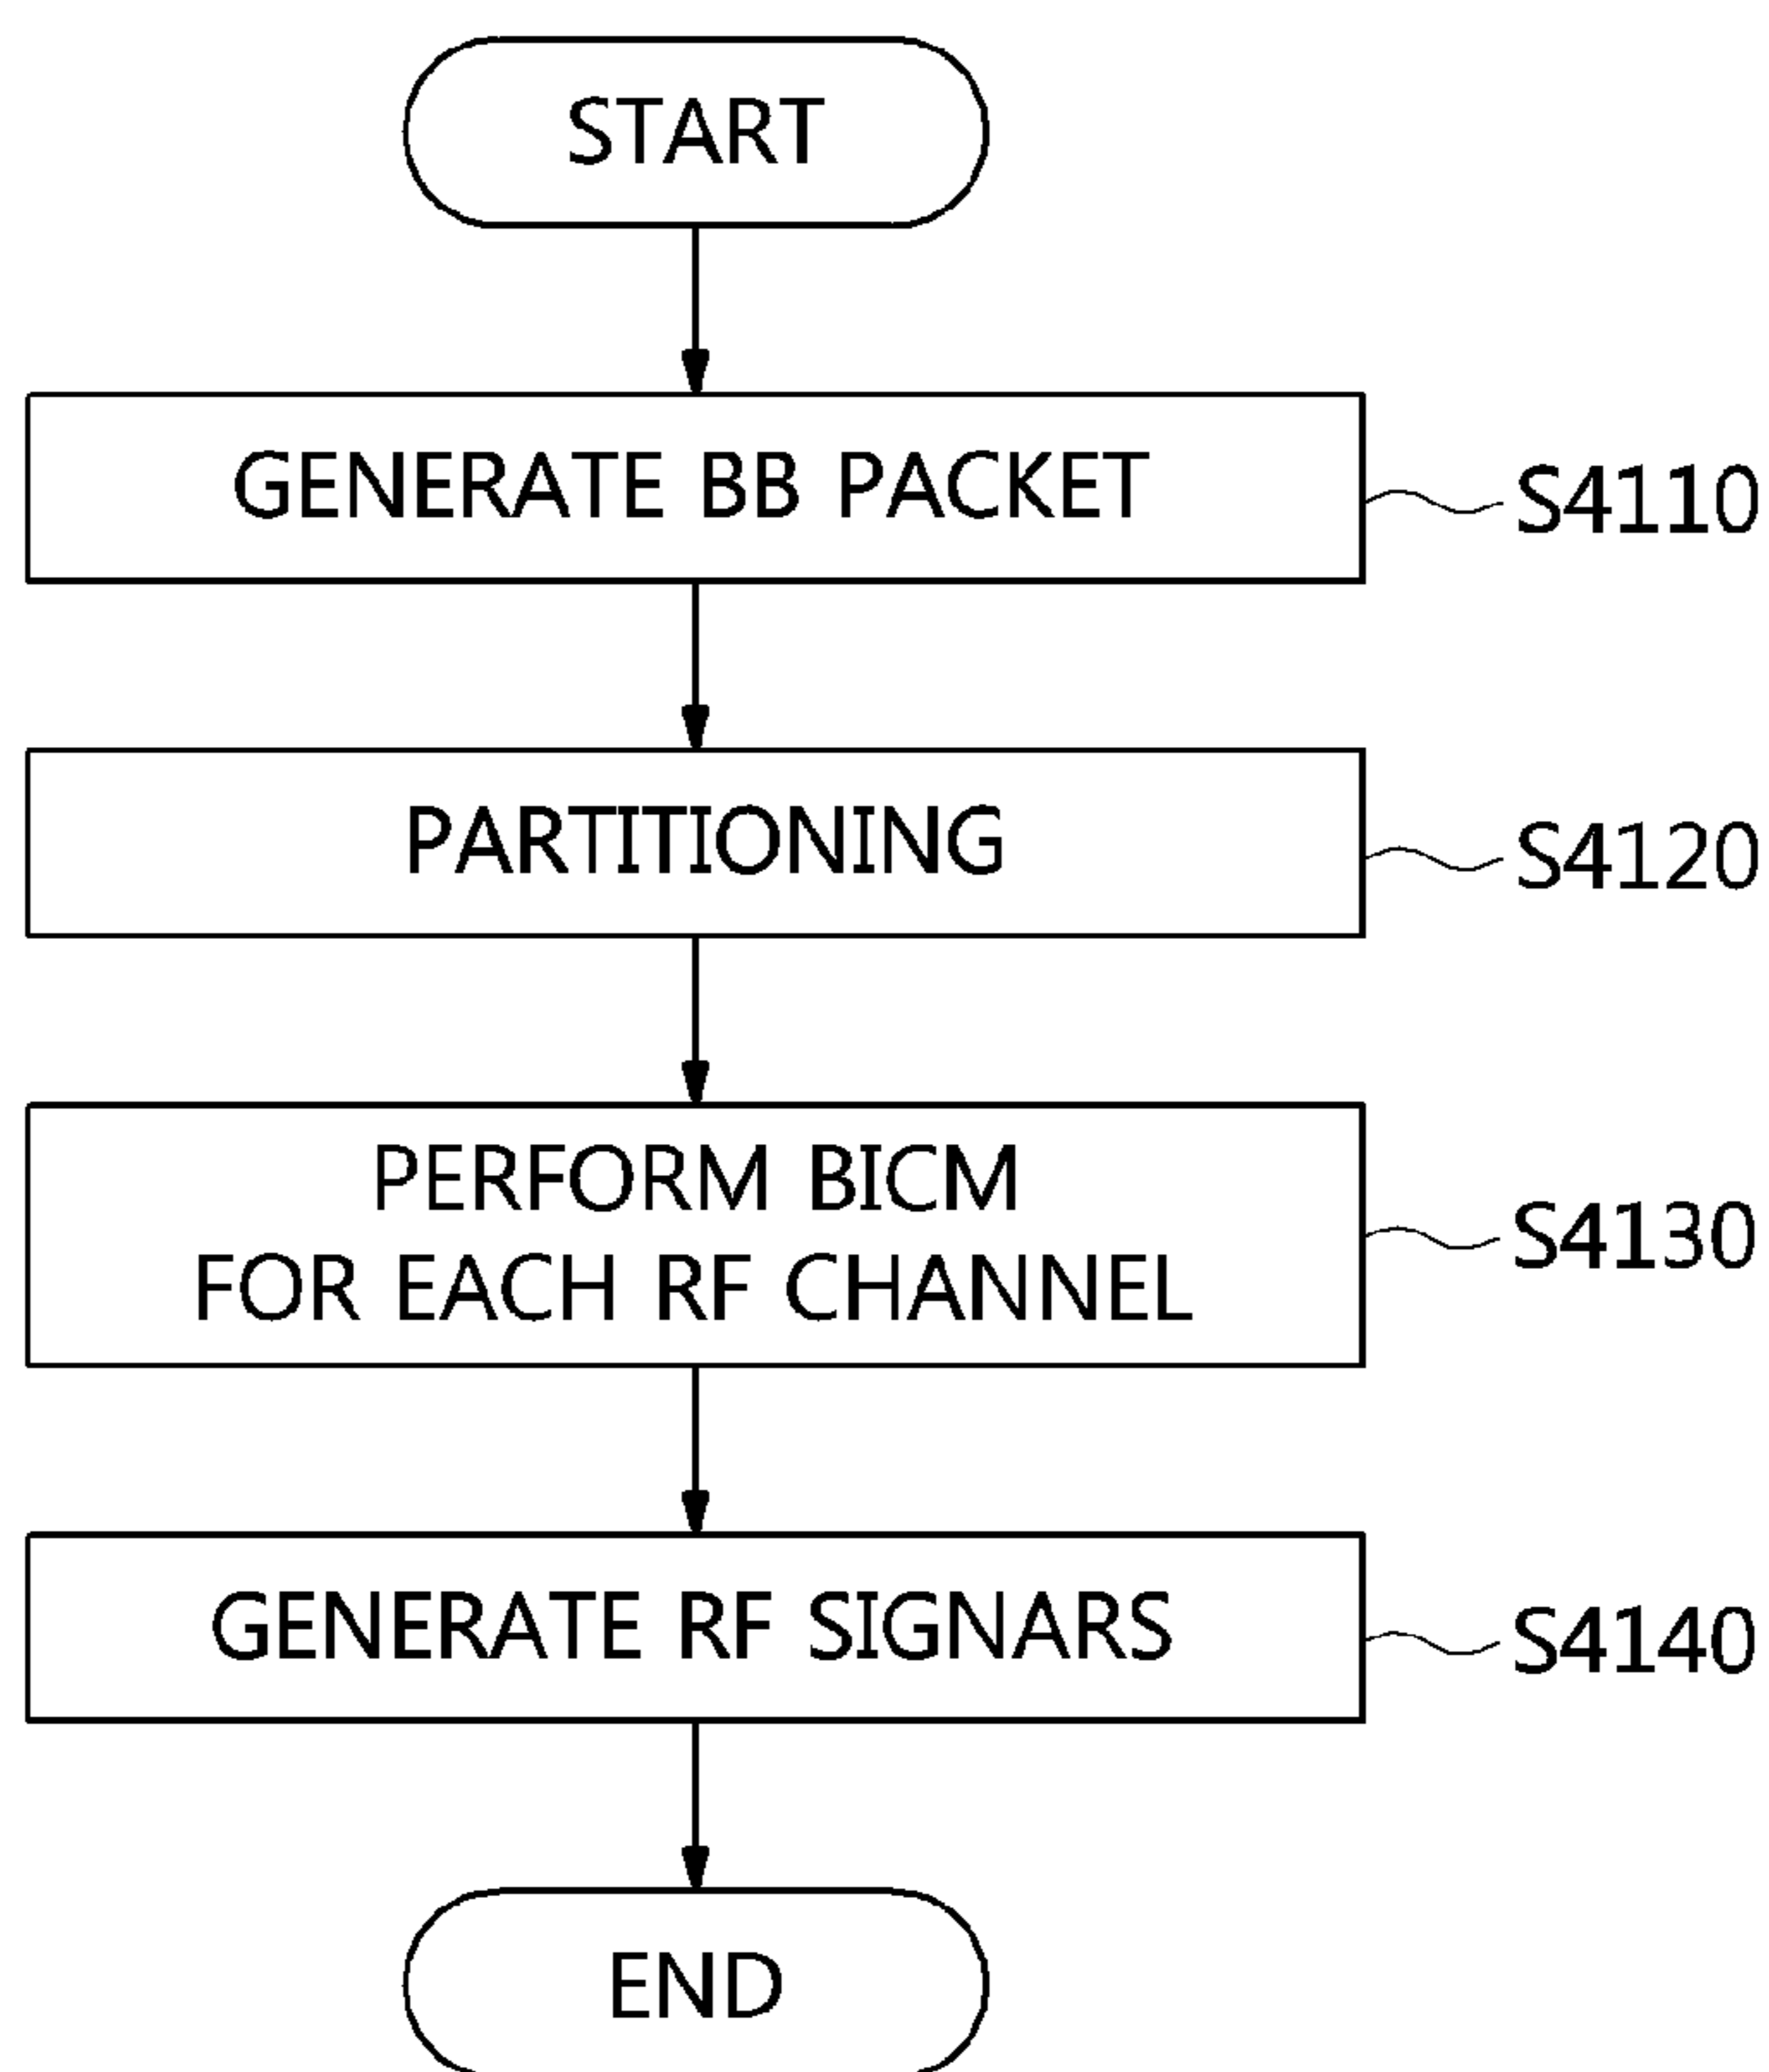 START
GENERATE BB PACKET
S4110
PARTITIONING
S4120
PERFORM BICM
FOR EACH RF CHANNEL
S4130
GENERATE RF SIGNARS
S4140
END